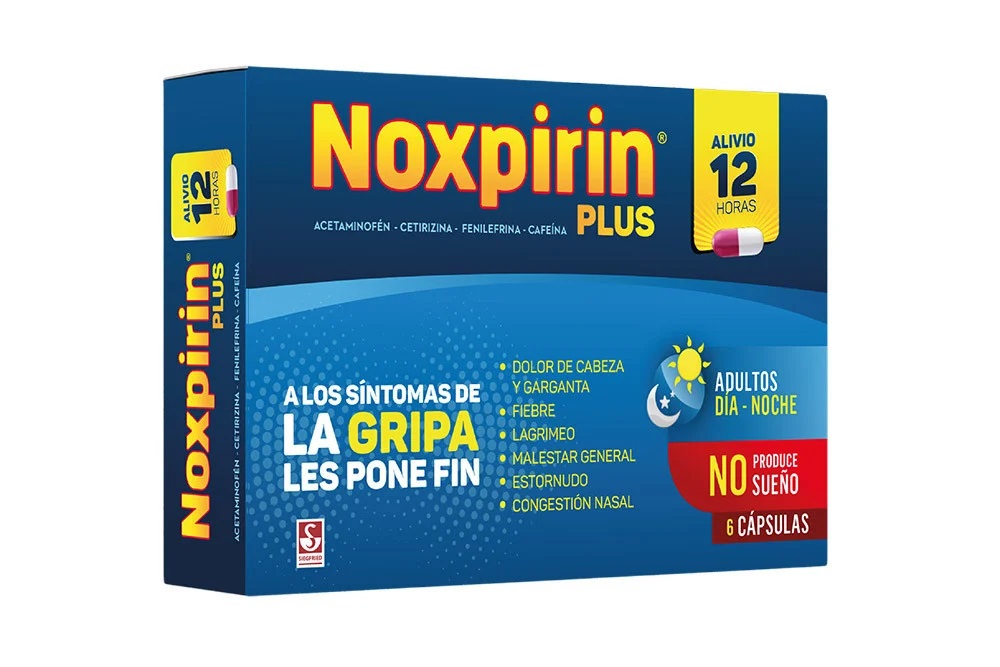 Noxpirin®
PLUS
ACETAMINOFÉN - CETIRIZINA - FENILEFRINA - CAFEÍNA
ALIVIO
12
HORAS
A LOS SÍNTOMAS DE
LA GRIPA
LES PONE FIN
• DOLOR DE CABEZA
Y GARGANTA
• FIEBRE
• LAGRIMEO
• MALESTAR GENERAL
• ESTORNUDO
• CONGESTIÓN NASAL
ADULTOS
DÍA - NOCHE
NO PRODUCE
SUEÑO
6 CÁPSULAS
S
SIEGFRIED
ALIVIO
12
HORAS
Noxpirin®
PLUS
ACETAMINOFÉN - CETIRIZINA - FENILEFRINA - CAFEÍNA